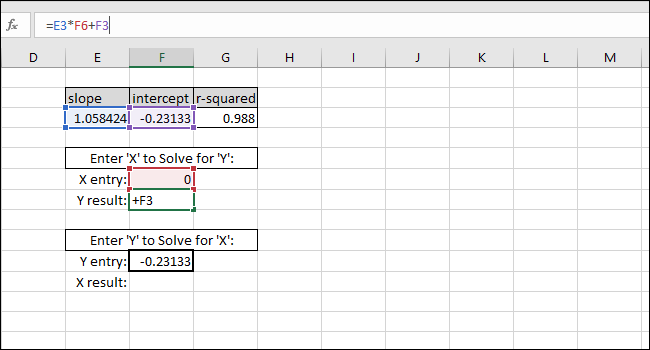 fx =E3*F6+F3
D E F G H I J K L M
slope intercept r-squared
1.058424 -0.23133 0.988
Enter 'X' to Solve for 'Y':
X entry: 0
Y result: +F3
Enter 'Y' to Solve for 'X':
Y entry: -0.23133
X result: